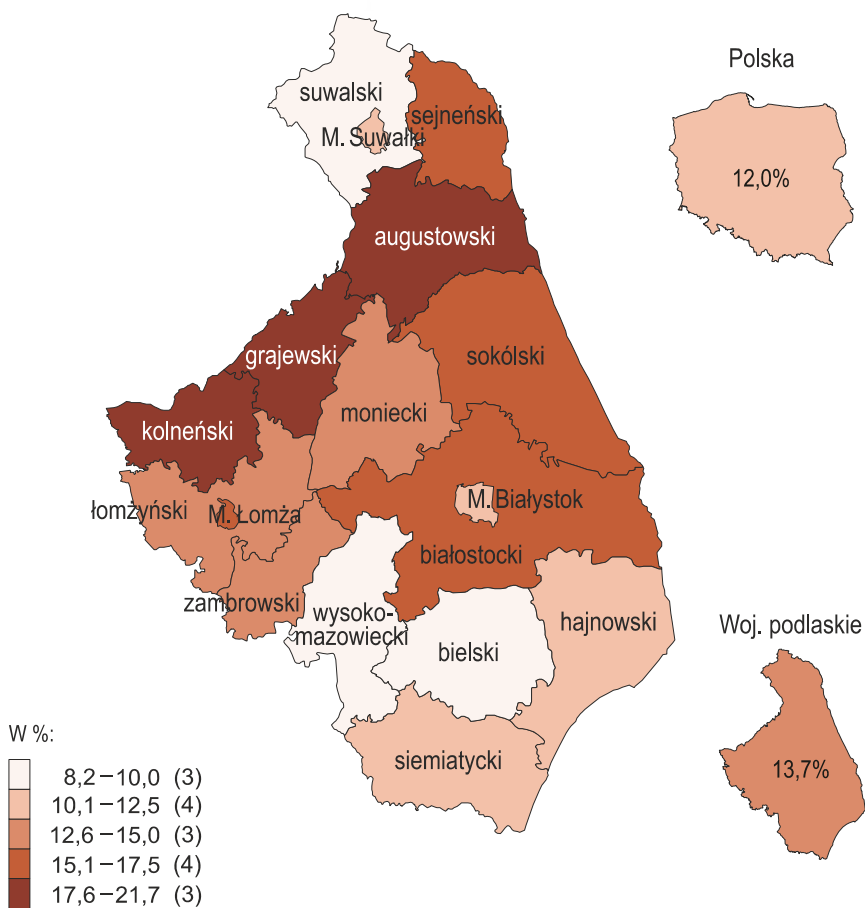 Polska
suwalski
sejneński
M. Suwałki
12,0%
augustowski
grajewski
sokólski
moniecki
kolneński
łomżyński
M. Łomża
M. Białystok
białostocki
zambrowski
wysoko-
mazowiecki
hajnowski
bielski
Woj. podlaskie
siemiatycki
13,7%
W %:
8,2–10,0 (3)
10,1–12,5 (4)
12,6–15,0 (3)
15,1–17,5 (4)
17,6–21,7 (3)